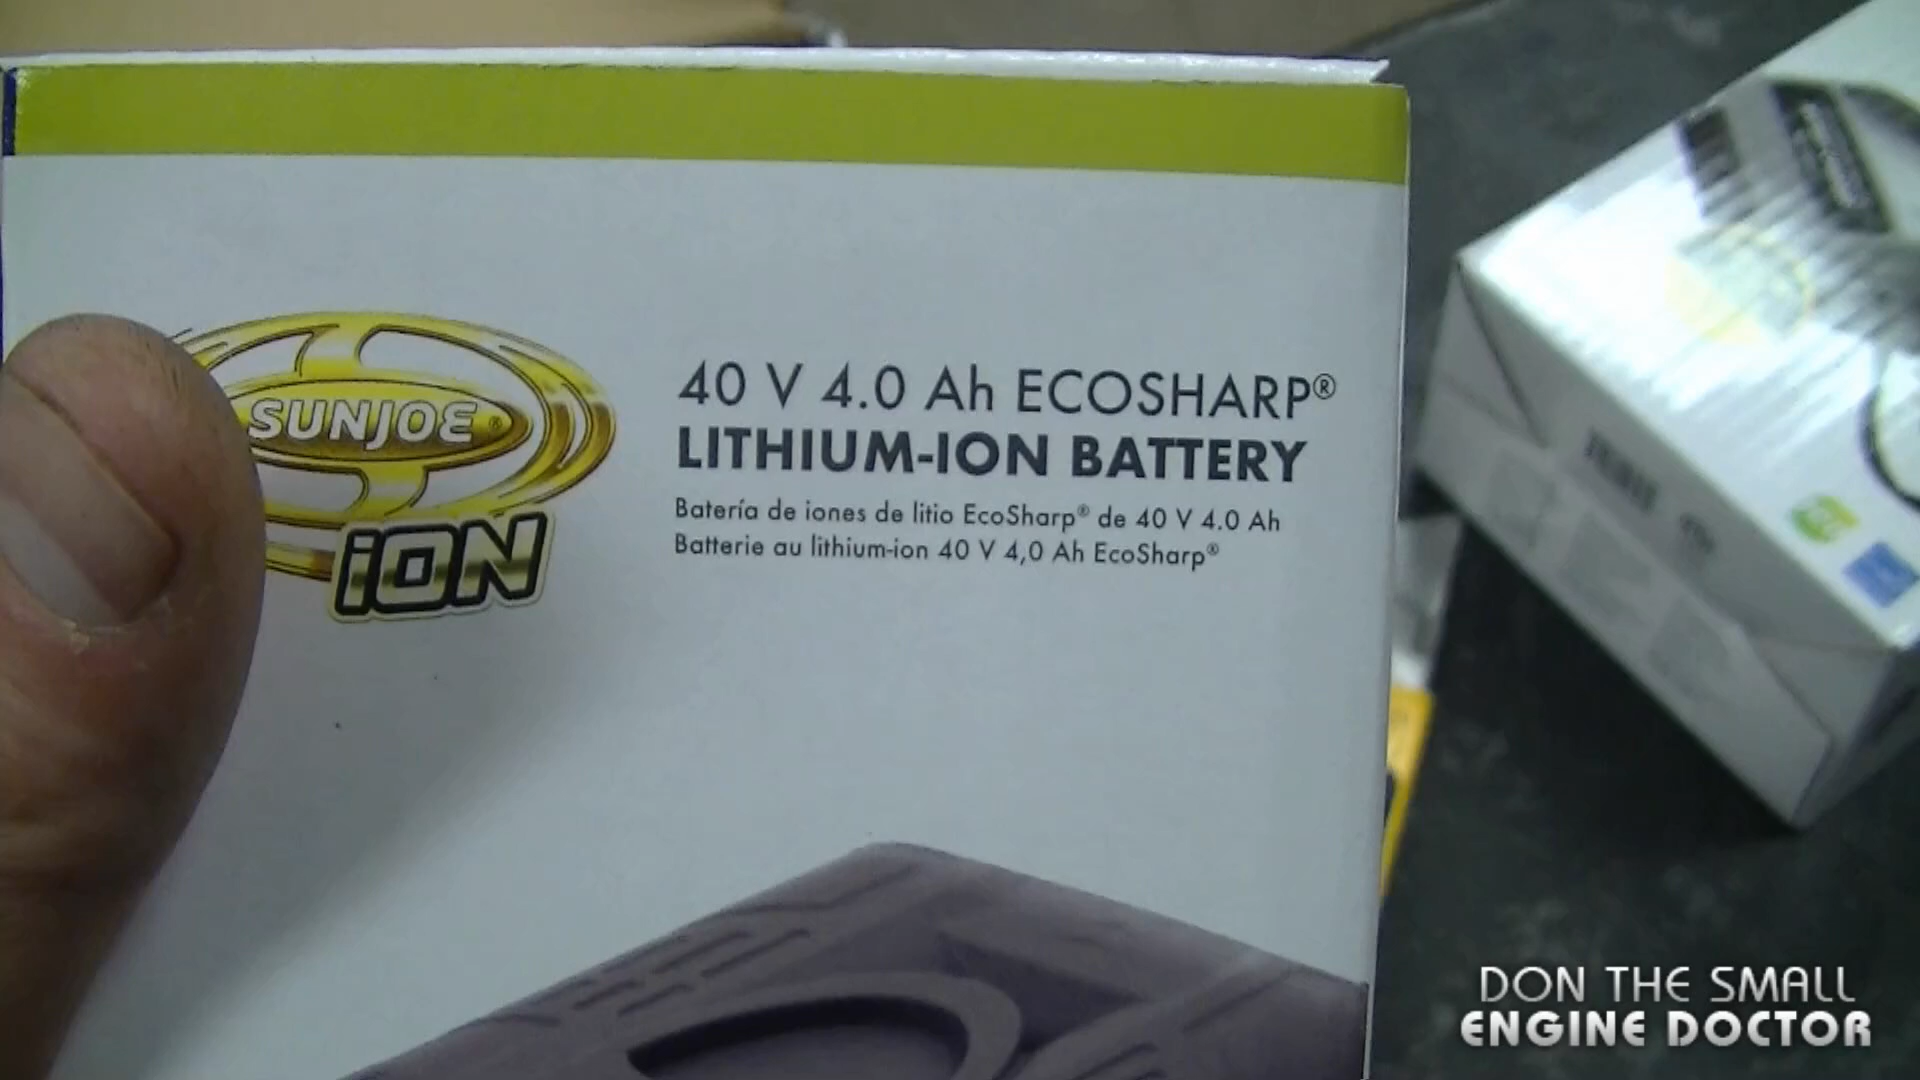 SUNJOE®
iON
40 V 4.0 Ah ECOSHARP®
LITHIUM-ION BATTERY
Batería de iones de litio EcoSharp® de 40 V 4.0 Ah
Batterie au lithium-ion 40 V 4,0 Ah EcoSharp®
DON THE SMALL
ENGINE DOCTOR